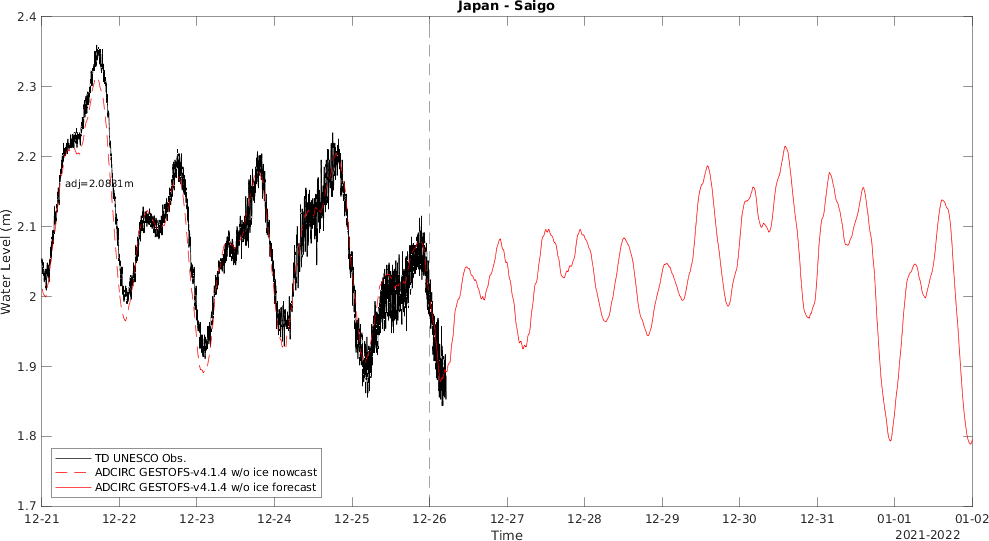 Japan - Saigo
Water Level (m)
2.4
2.3
2.2
2.1
2
1.9
1.8
1.7
adj=2.0831m
TD UNESCO Obs.
ADCIRC GESTOFS-v4.1.4 w/o ice nowcast
ADCIRC GESTOFS-v4.1.4 w/o ice forecast
12-21 12-22 12-23 12-24 12-25 12-26 12-27 12-28 12-29 12-30 12-31 01-01 01-02
Time
2021-2022